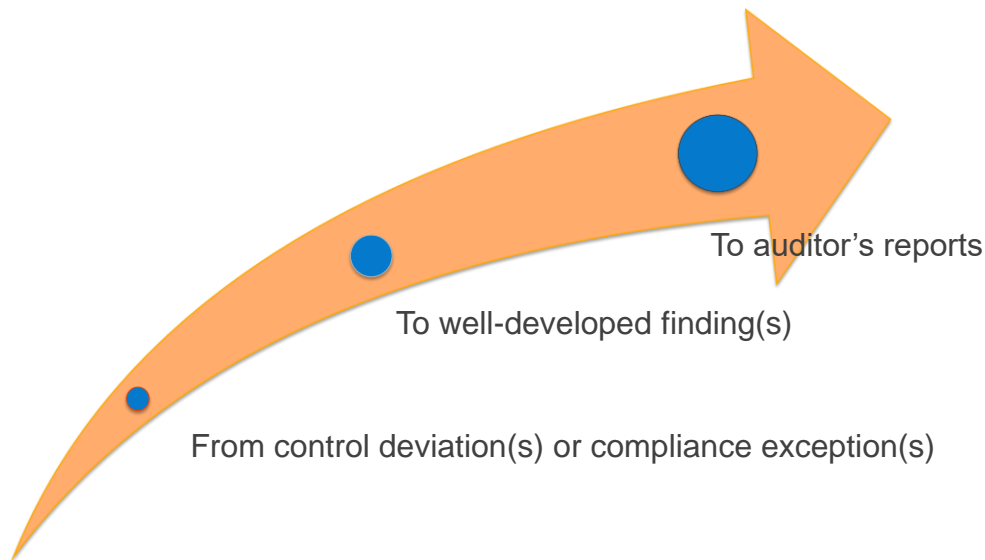 To auditor’s reports
To well-developed finding(s)
From control deviation(s) or compliance exception(s)